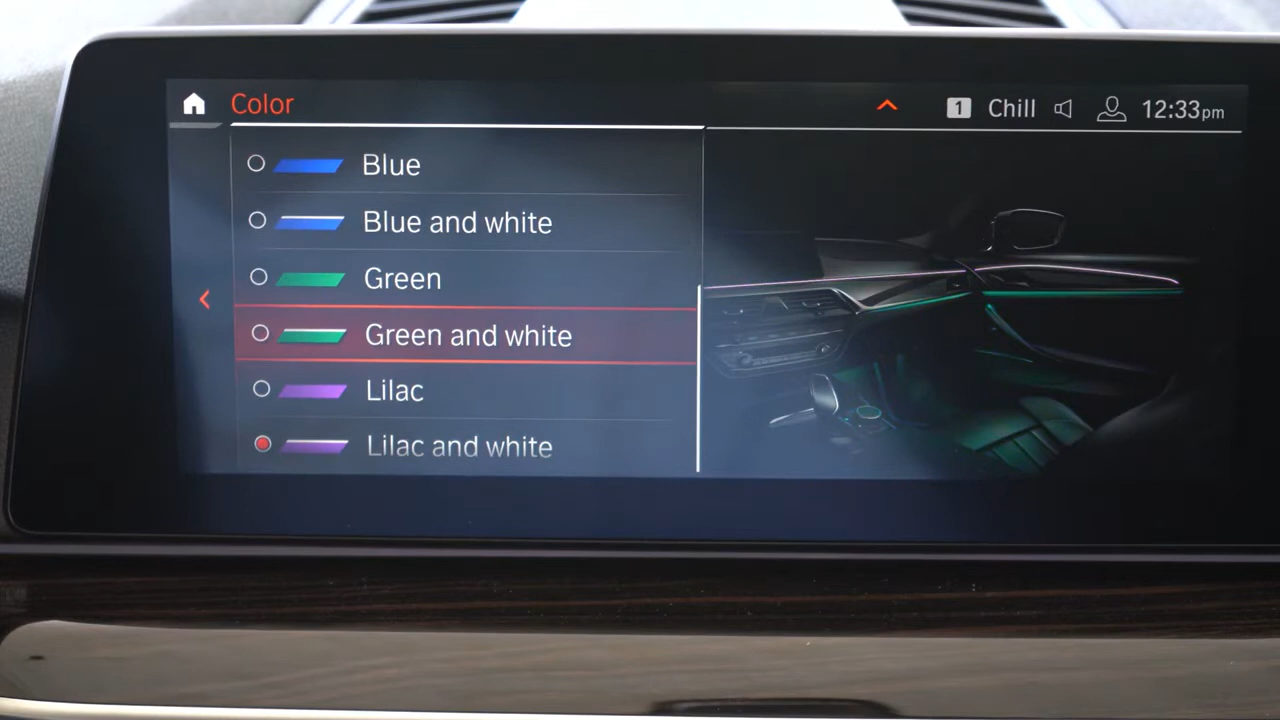 Color
1 Chill 12:33pm
Blue
Blue and white
Green
Green and white
Lilac
Lilac and white